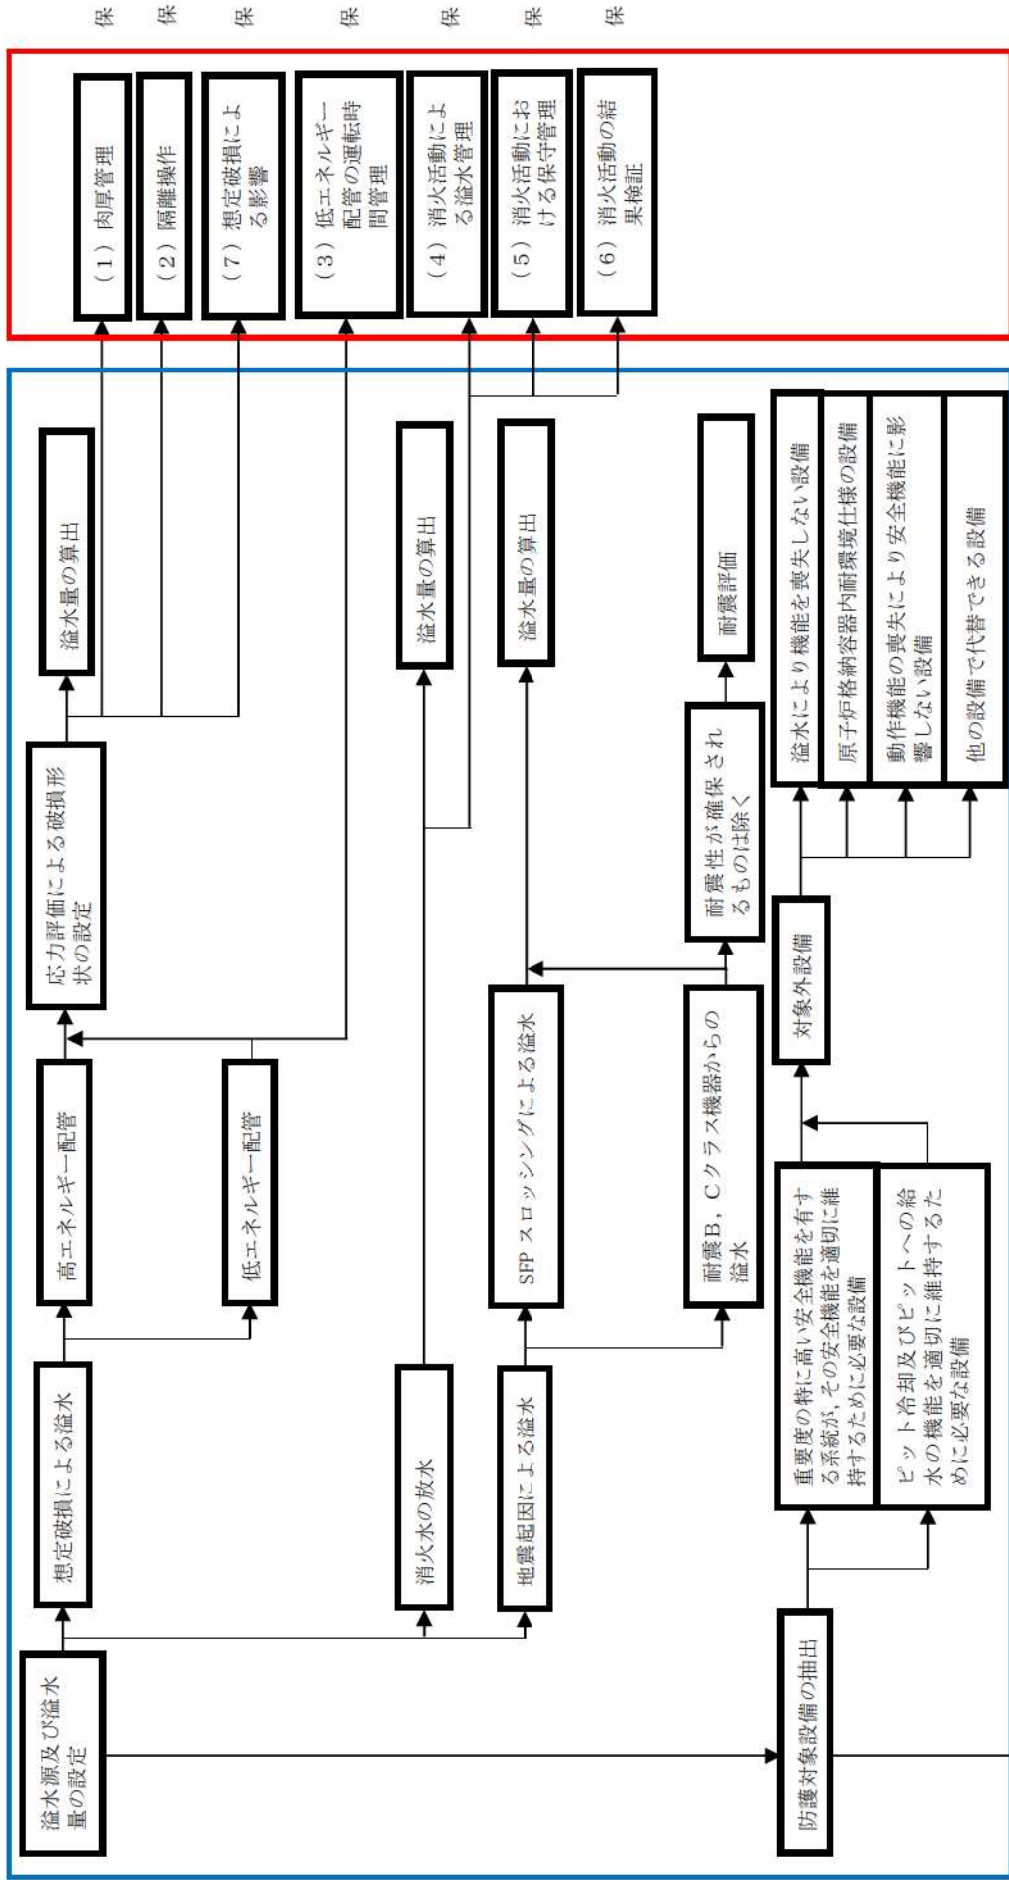 溢水源及び溢水
量の設定
想定破損による溢水
高エネルギー配管
応力評価による破損形
状の設定
溢水量の算出
(1) 肉厚管理
保
(2) 隔離操作
保
(7) 想定破損によ
る影響
保
低エネルギー配管
(3) 低エネルギー
配管の運転時
間管理
保
消火水の放水
溢水量の算出
(4) 消火活動によ
る溢水管理
保
地震起因による溢水
SFP スロッシングによる溢水
溢水量の算出
(5) 消火活動にお
ける保守管理
保
(6) 消火活動の結
果検証
保
耐震B，Cクラス機器からの
溢水
耐震性が確保され
るものは除く
耐震評価
防護対象設備の抽出
重要度の特に高い安全機能を有す
る系統が，その安全機能を適切に維
持するために必要な設備
ピット冷却及びピットへの給
水の機能を適切に維持するた
めに必要な設備
対象外設備
溢水により機能を喪失しない設備
原子炉格納容器内耐環境仕様の設備
動作機能の喪失により安全機能に影
響しない設備
他の設備で代替できる設備